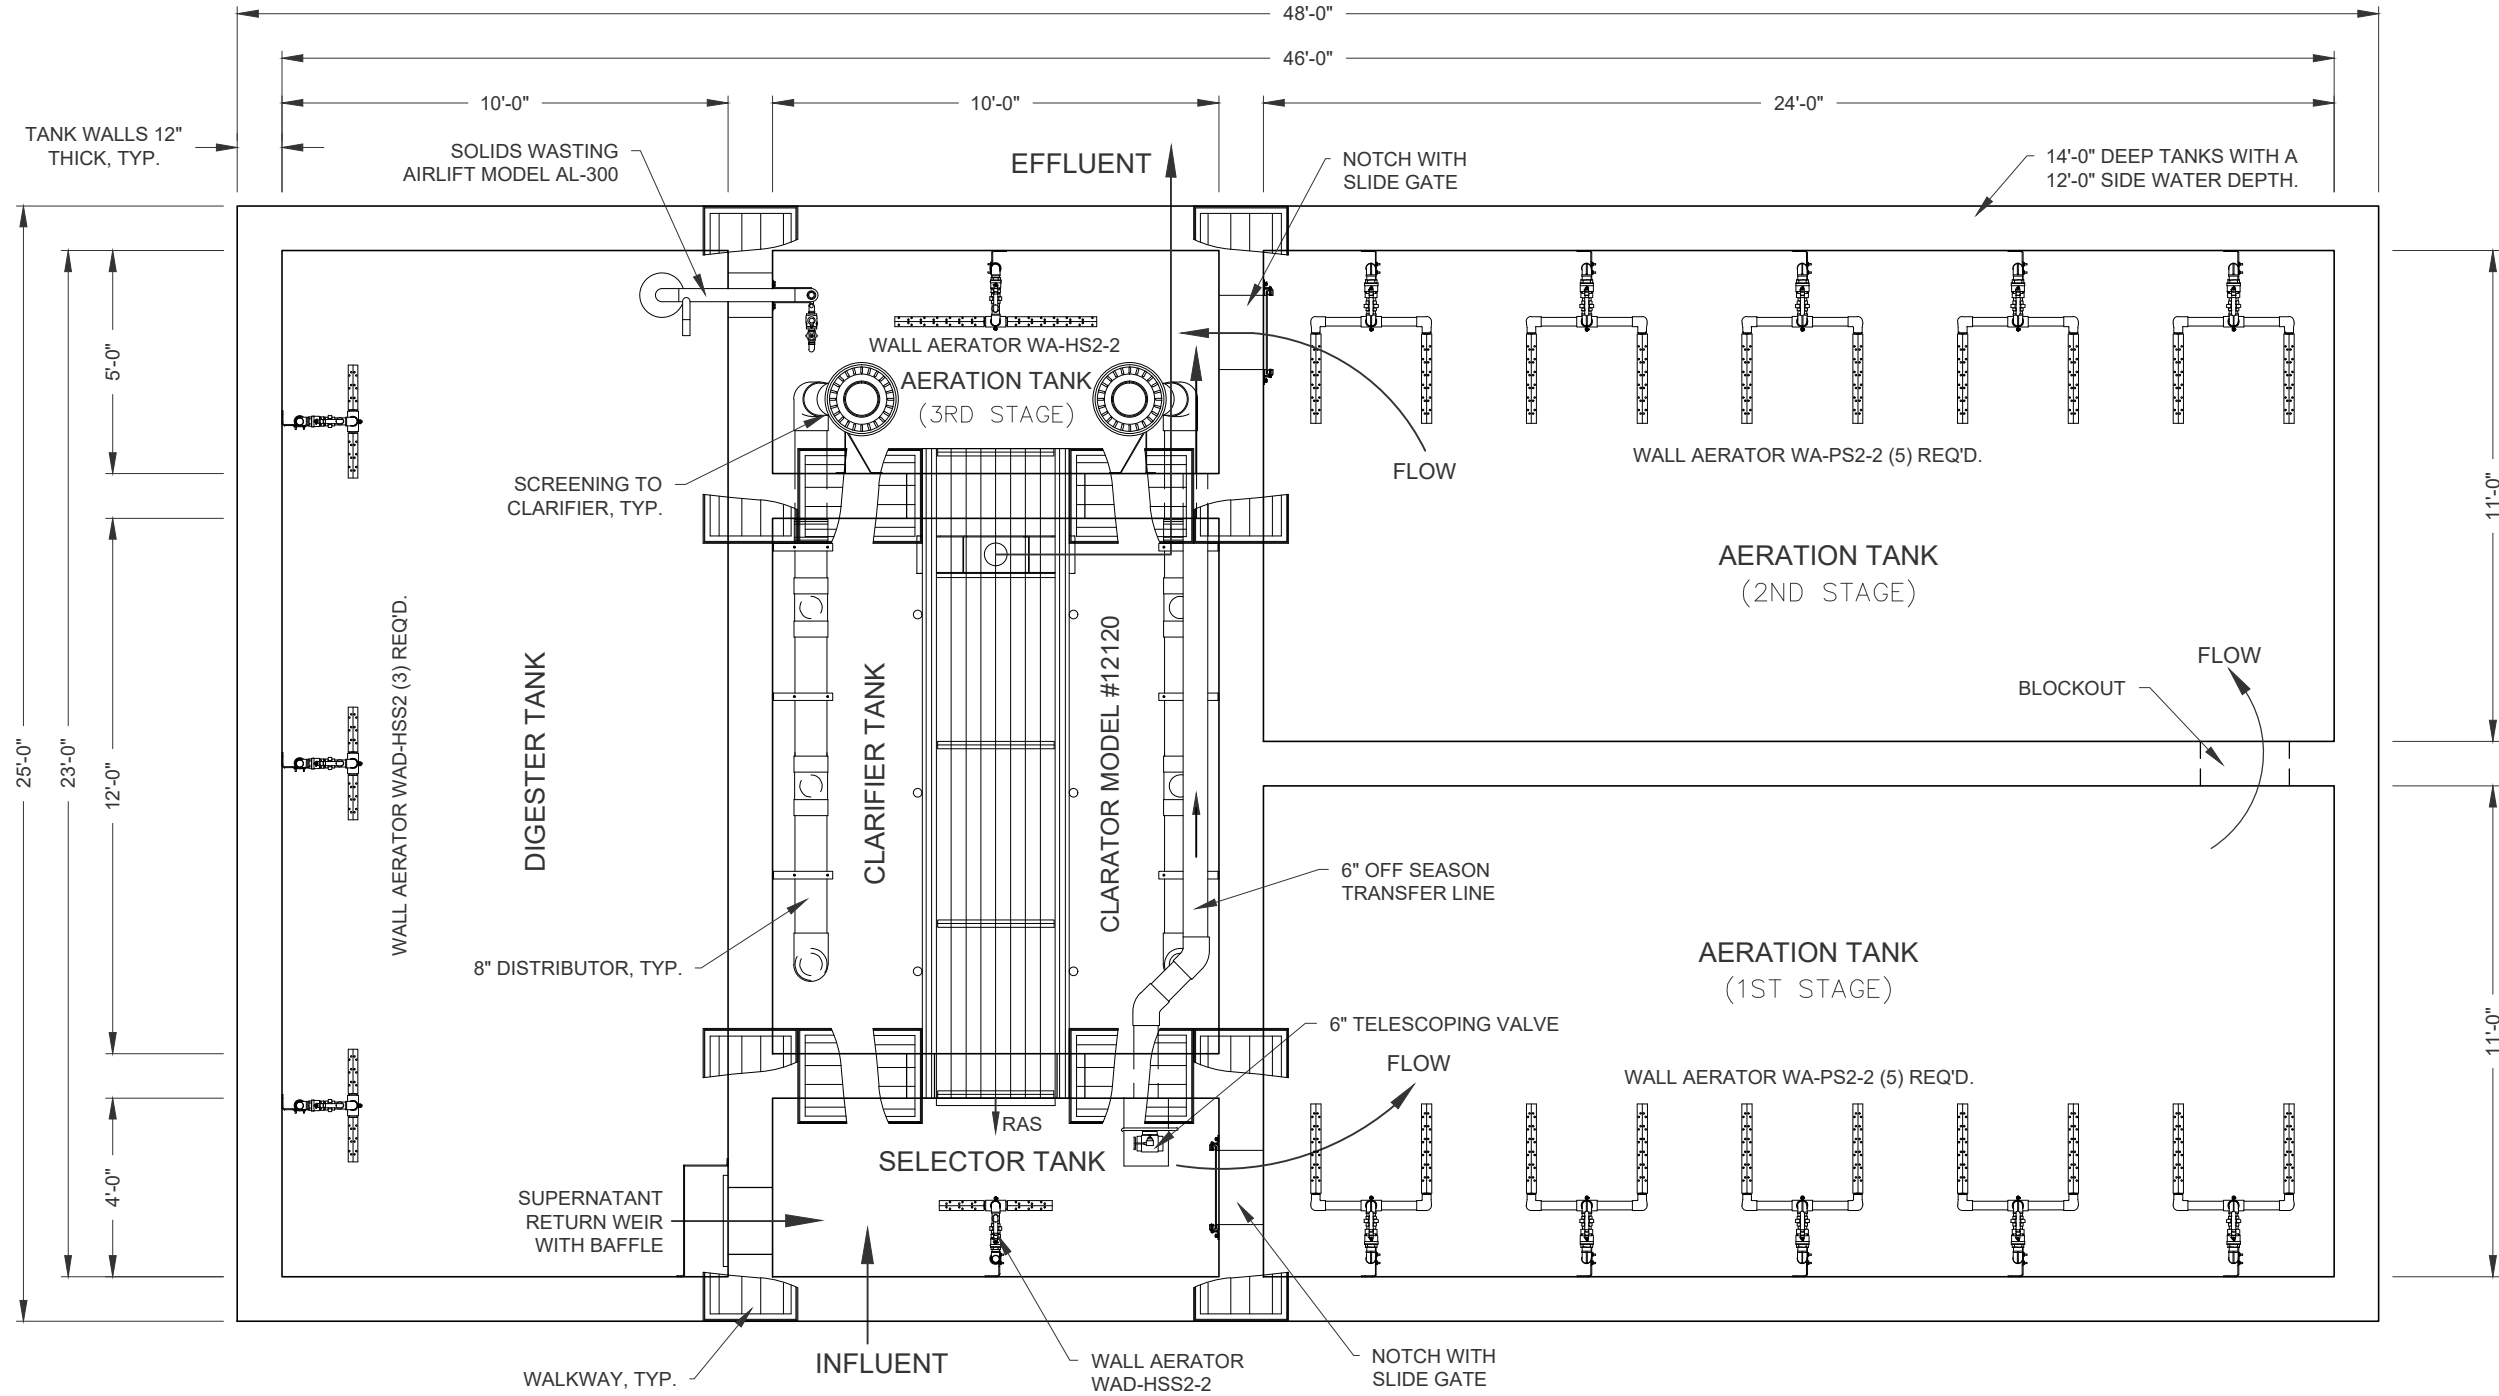 48'-0"
46'-0"
10'-0"
10'-0"
24'-0"
TANK WALLS 12"
THICK, TYP.
SOLIDS WASTING
AIRLIFT MODEL AL-300
EFFLUENT
NOTCH WITH
SLIDE GATE
14'-0" DEEP TANKS WITH A
12'-0" SIDE WATER DEPTH.
5'-0"
WALL AERATOR WA-HS2-2
AERATION TANK
(3RD STAGE)
FLOW
WALL AERATOR WA-PS2-2 (5) REQ'D.
SCREENING TO
CLARIFIER, TYP.
11'-0"
AERATION TANK
(2ND STAGE)
25'-0"
23'-0"
12'-0"
WALL AERATOR WAD-HSS2 (3) REQ'D.
DIGESTER TANK
CLARIFIER TANK
CLARATOR MODEL #12120
FLOW
BLOCKOUT
6" OFF SEASON
TRANSFER LINE
8" DISTRIBUTOR, TYP.
AERATION TANK
(1ST STAGE)
6" TELESCOPING VALVE
FLOW
11'-0"
WALL AERATOR WA-PS2-2 (5) REQ'D.
RAS
SELECTOR TANK
4'-0"
SUPERNATANT
RETURN WEIR
WITH BAFFLE
INFLUENT
WALKWAY, TYP.
WALL AERATOR
WAD-HSS2-2
NOTCH WITH
SLIDE GATE